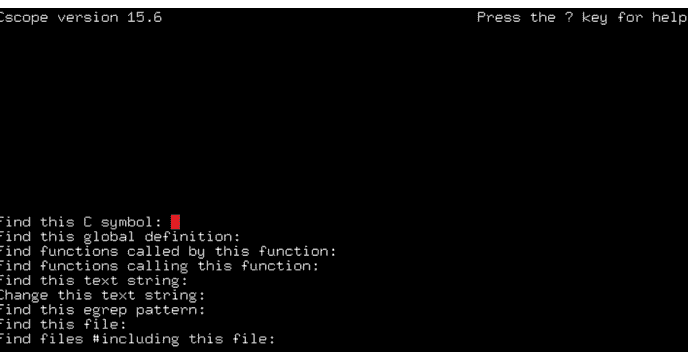 Cscope version 15.6 Press the ? key for help
Find this C symbol:
Find this global definition:
Find functions called by this function:
Find functions calling this function:
Find this text string:
Change this text string:
Find this egrep pattern:
Find this file:
Find files #including this file: